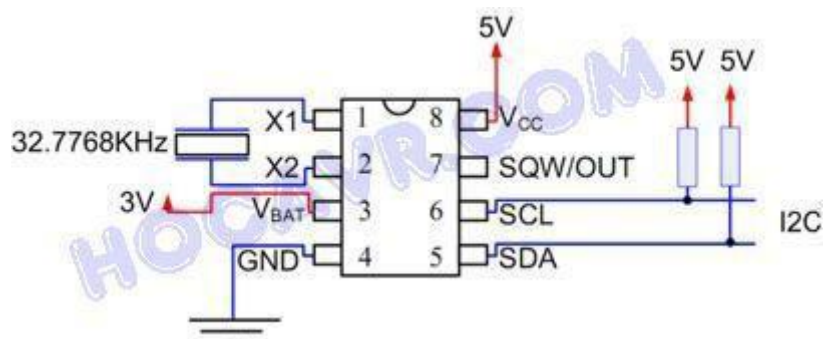 5V
5V 5V
X1 1 8 VCC
32.7768KHz
X2 2 7 SQW/OUT
3V VBAT 3 6 SCL
I2C
GND 4 5 SDA
HOCAVR.COM